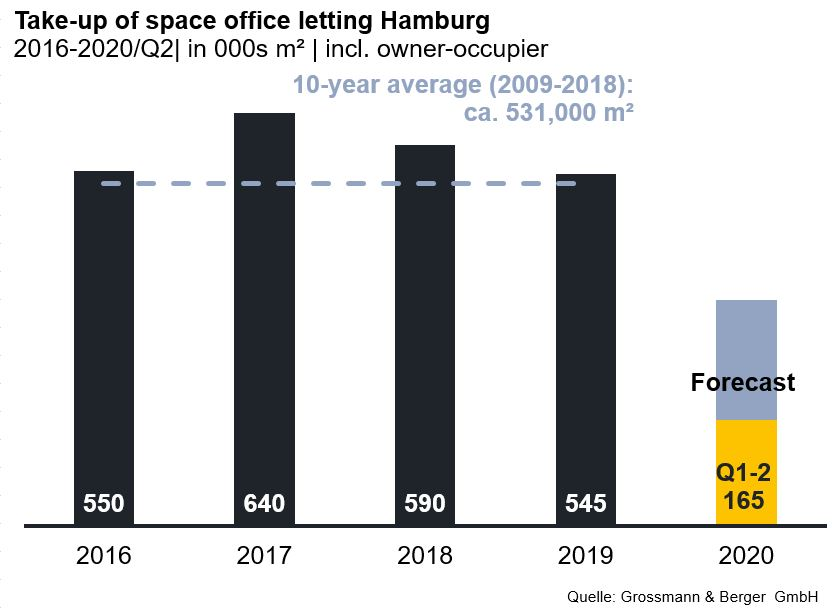 Take-up of space office letting Hamburg
2016-2020/Q2| in 000s m² | incl. owner-occupier
10-year average (2009-2018):
ca. 531,000 m²
Forecast
Q1-2
550 640 590 545 165
2016 2017 2018 2019 2020
Quelle: Grossmann & Berger GmbH